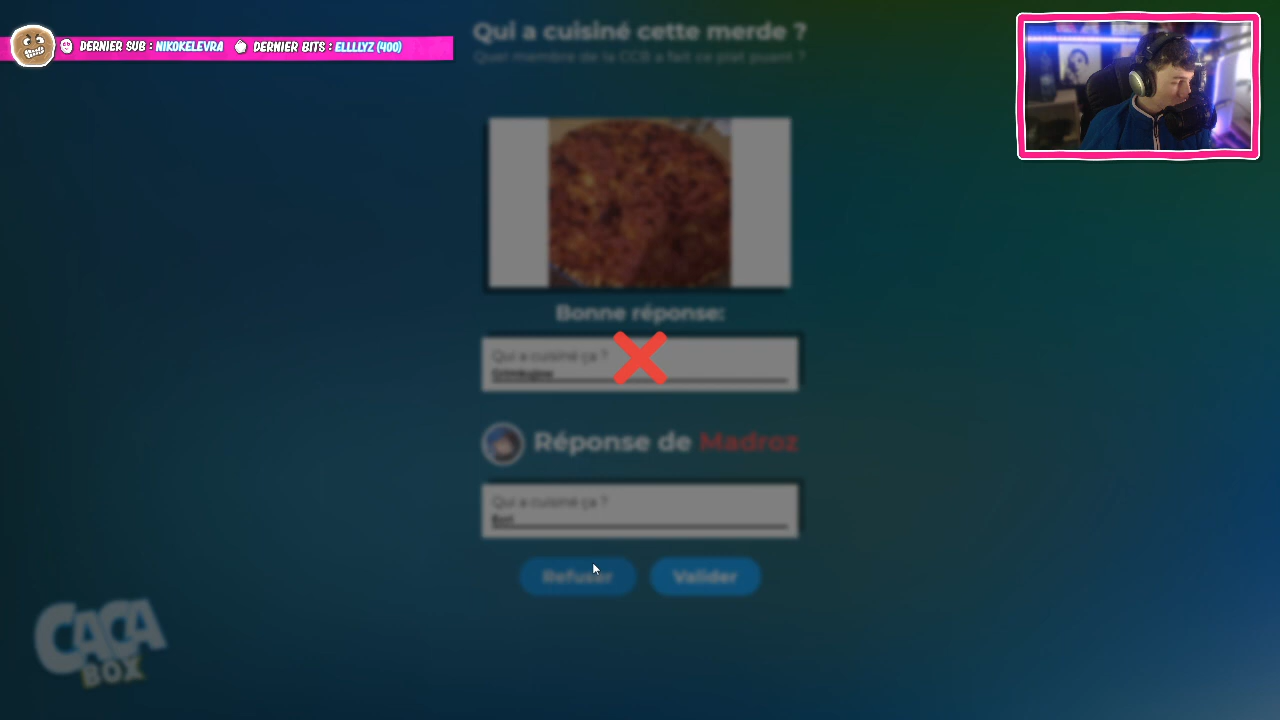 Qui a cuisiné cette merde ?
Quel membre de la CCB a fait ce plat puant ?
DERNIER SUB : NIKOKELEVRA DERNIER BITS : ELLLLYZ (400)
Bonne réponse:
Qui a cuisiné ça ?
Réponse de Madroz
Qui a cuisiné ça ?
Refuser
Valider
CACA
BOX